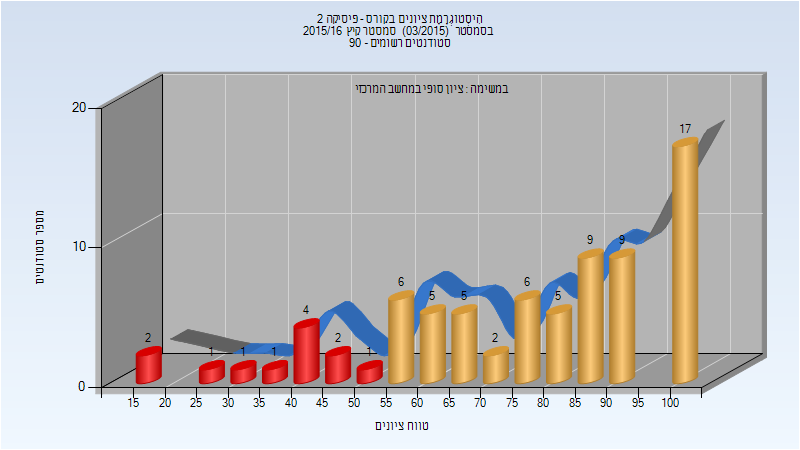 היסטוגרמת ציונים בקורס - פיסיקה 2
בסמסטר (03/2015) סמסטר קיץ 2015/16
סטודנטים רשומים - 90
במשימה : ציון סופי במחשב המרכזי
מספר סטודנטים
20
10
0
2
1
1
1
4
2
1
6
5
5
2
6
5
9
9
17
15 20 25 30 35 40 45 50 55 60 65 70 75 80 85 90 95 100
טווח ציונים